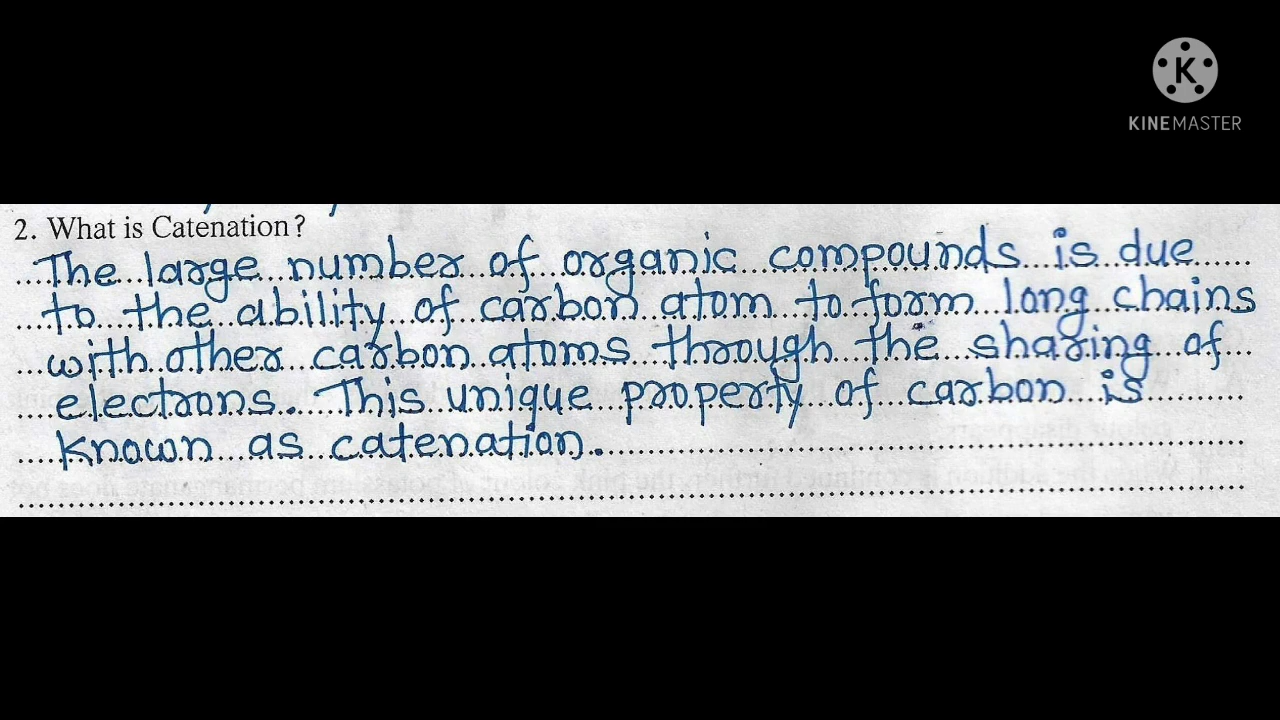 K
KINEMASTER
2. What is Catenation?
The large number of organic compounds is due
to the ability of carbon atom to form long chains
with other carbon atoms through the sharing of
electrons. This unique property of carbon is
known as catenation.